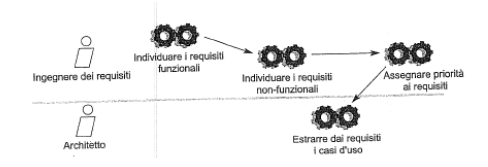 Ingegnere dei requisiti
Individuare i requisiti
funzionali
Individuare i requisiti
non-funzionali
Assegnare priorità
ai requisiti
Architetto
Estrarre dai requisiti
i casi d'uso